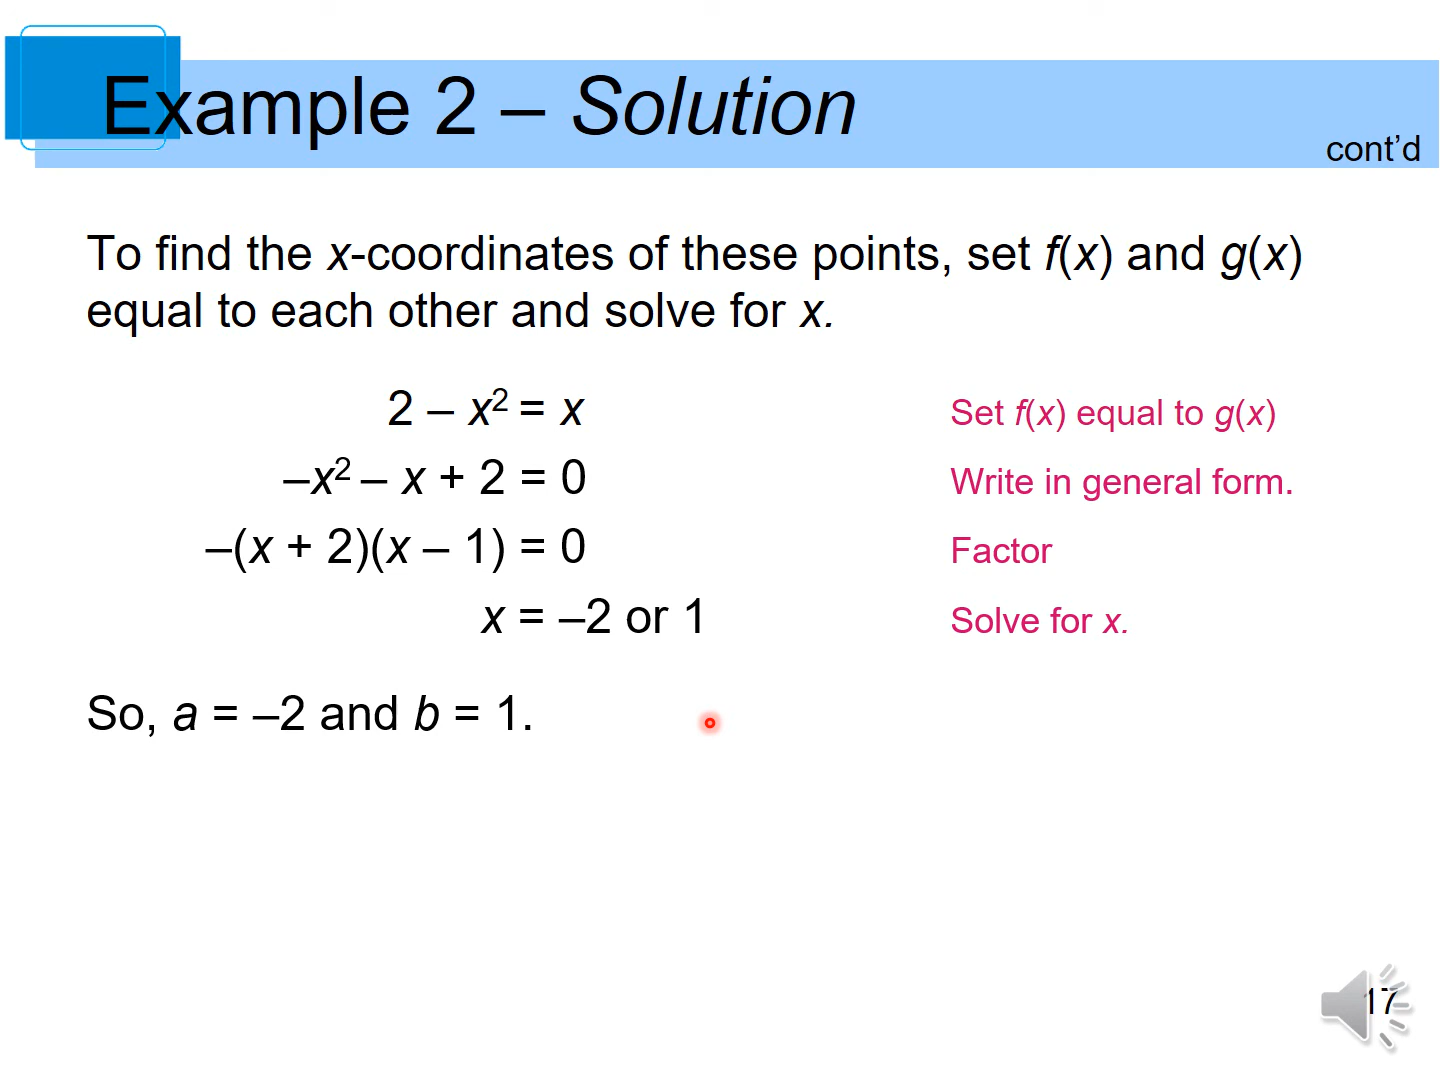 Example 2 – Solution
cont’d
To find the x-coordinates of these points, set f(x) and g(x)
equal to each other and solve for x.
2 – x² = x Set f(x) equal to g(x)
–x² – x + 2 = 0 Write in general form.
–(x + 2)(x – 1) = 0 Factor
x = –2 or 1 Solve for x.
So, a = –2 and b = 1.
17